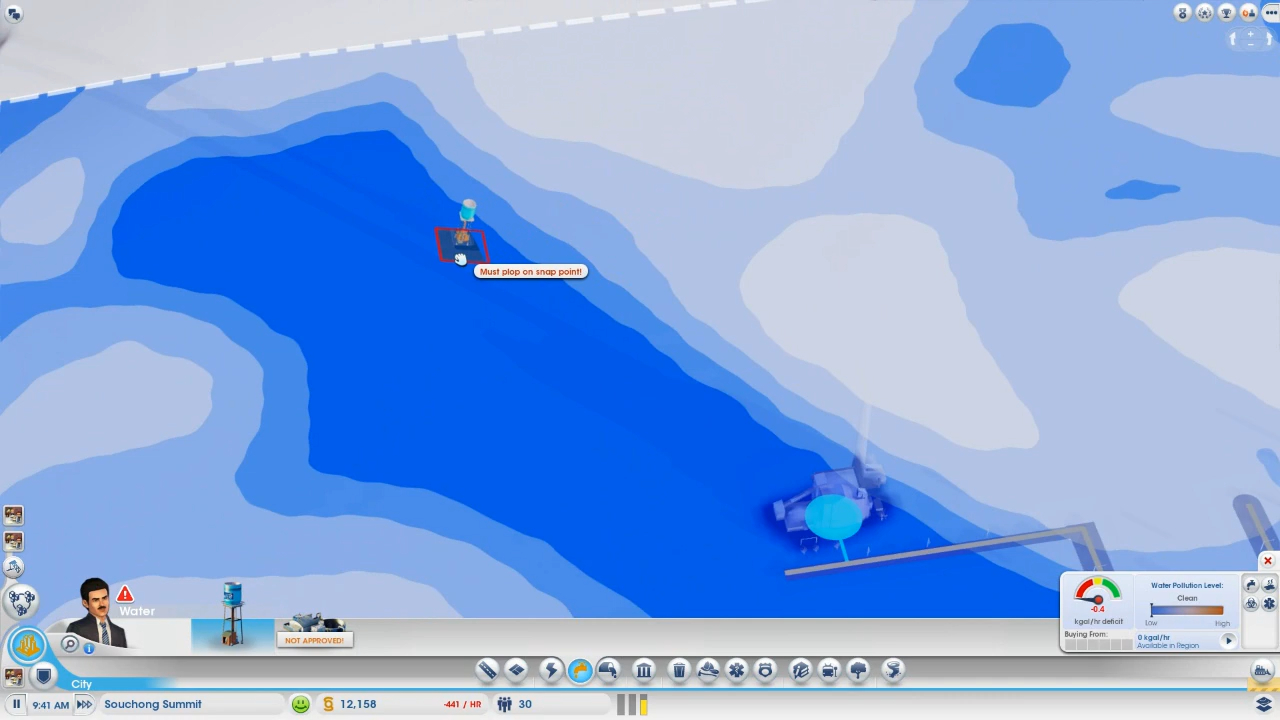 Must plop on snap point!
Water
NOT APPROVED!
-0.4
kgal/hr deficit
Buying From:
Water Pollution Level:
Clean
Low
High
0 kgal/hr
Available in Region
City
9:41 AM
Souchong Summit
12,158
-441 / HR
30